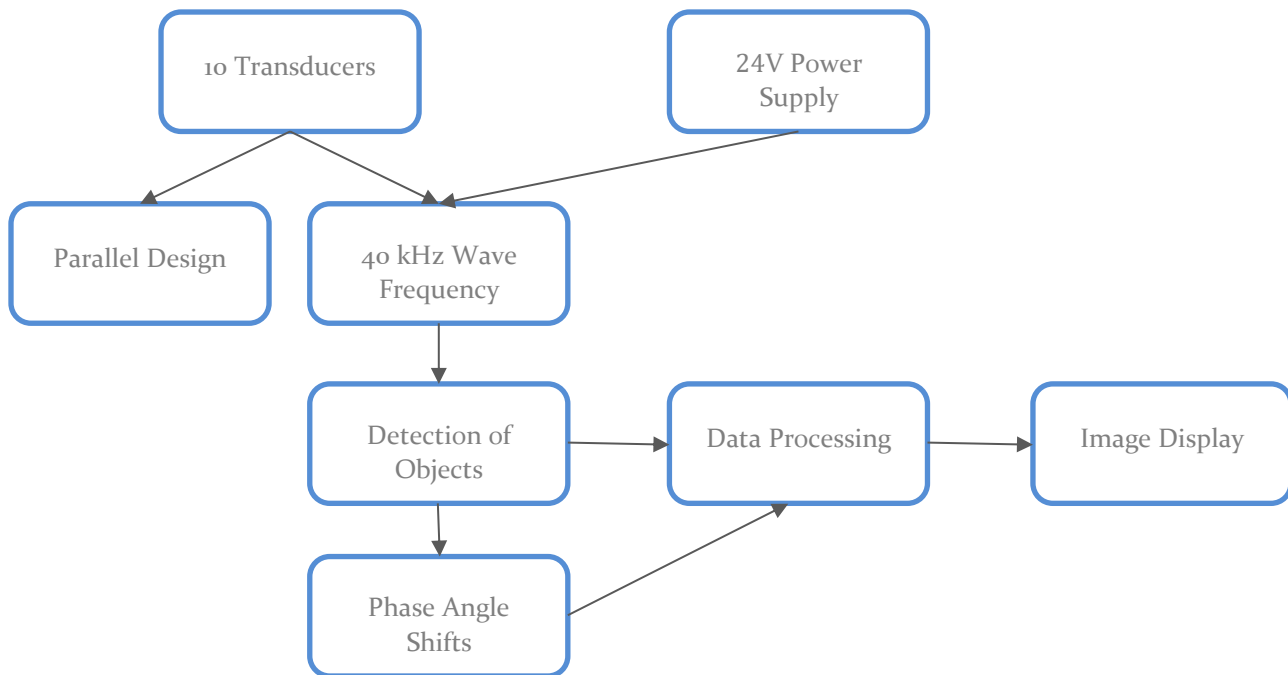 10 Transducers
24V Power
Supply
Parallel Design
40 kHz Wave
Frequency
Detection of
Objects
Data Processing
Image Display
Phase Angle
Shifts